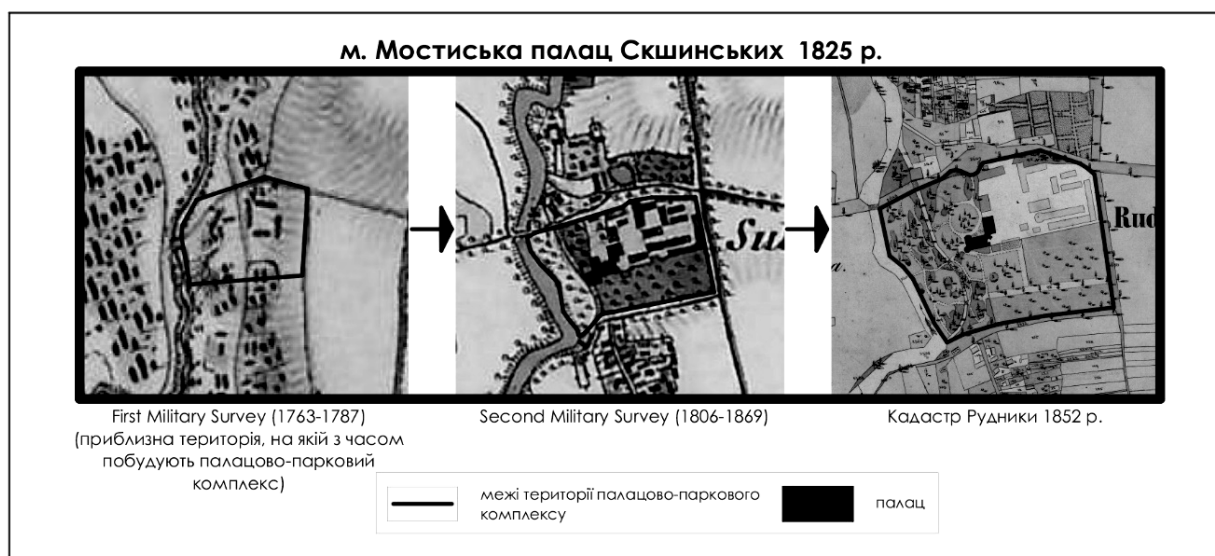 м. Мостиська палац Скшинських 1825 р.
Rud
a.
First Military Survey (1763-1787)
(приблизна територія, на якій з часом
побудують палацово-парковий
комплекс)
Second Military Survey (1806-1869)
Кадастр Рудники 1852 р.
межі території палацово-паркового
комплексу
палац